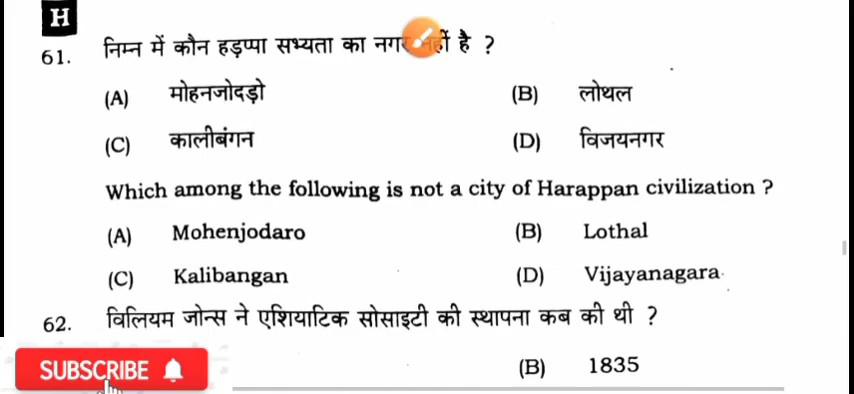 H
61. निम्न में कौन हड़प्पा सभ्यता का है ?
(A) मोहनजोदड़ो (B) लोथल
(C) कालीबंगन (D) विजयनगर
Which among the following is not a city of Harappan civilization ?
(A) Mohenjodaro (B) Lothal
(C) Kalibangan (D) Vijayanagara
62. विलियम जोन्स ने एशियाटिक सोसाइटी की स्थापना कब की थी ?
SUBSCRIBE (B) 1835